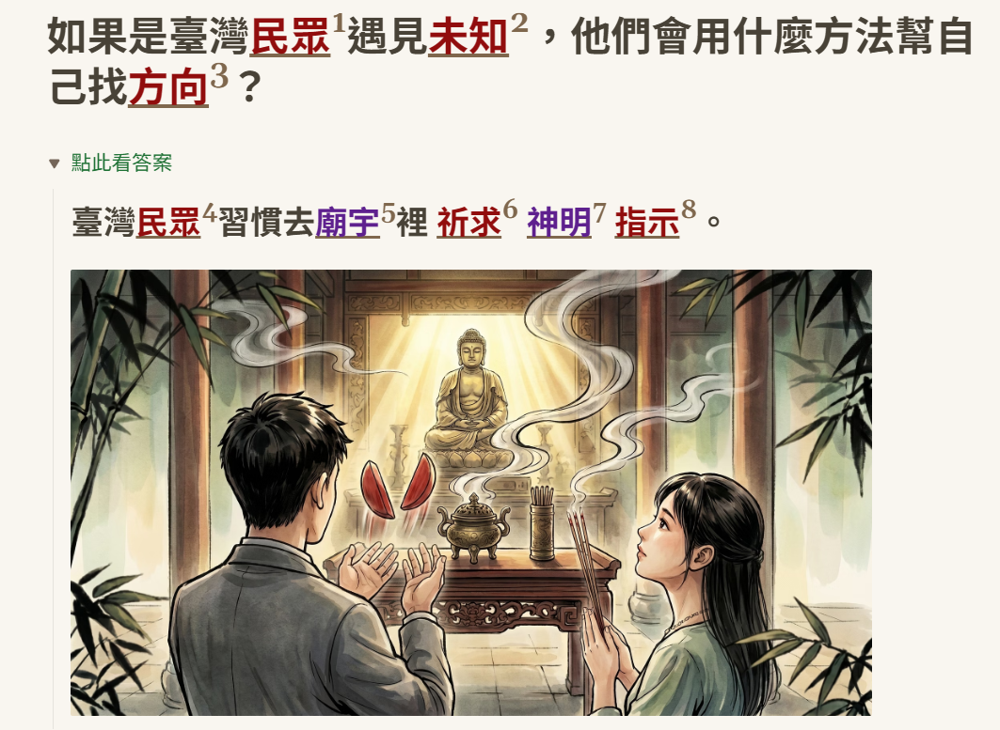 如果是臺灣民眾1遇見未知2，他們會用什麼方法幫自
己找方向3？
▼ 點此看答案
臺灣民眾4習慣去廟宇5裡 祈求6 神明7 指示8。